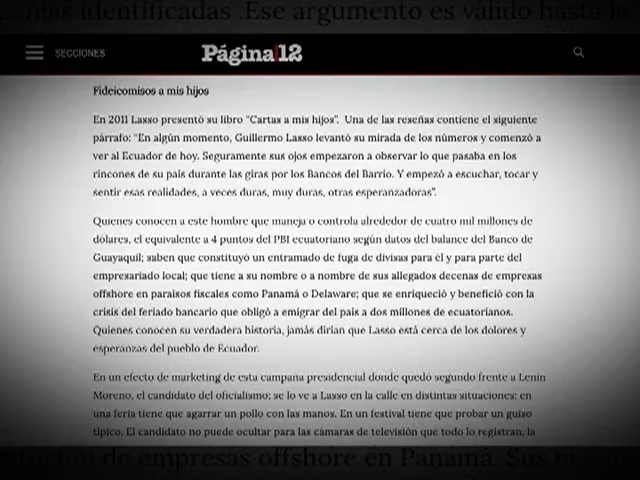 las identificadas .Ese argumento es válido hasta la
SECCIONES
Página|12
Fideicomisos a mis hijos
En 2011 Lasso presentó su libro "Cartas a mis hijos". Una de las reseñas contiene el siguiente
párrafo: "En algún momento, Guillermo Lasso levantó su mirada de los números y comenzó a
ver al Ecuador de hoy. Seguramente sus ojos empezaron a observar lo que pasaba en los
rincones de su país durante las giras por los Bancos del Barrio. Y empezó a escuchar, tocar y
sentir esas realidades, a veces duras, muy duras, otras esperanzadoras".
Quienes conocen a este hombre que maneja o controla alrededor de cuatro mil millones de
dólares, el equivalente a 4 puntos del PBI ecuatoriano según datos del balance del Banco de
Guayaquil; saben que constituyó un entramado de fuga de divisas para él y para parte del
empresariado local; que tiene a su nombre o a nombre de sus allegados decenas de empresas
offshore en paraísos fiscales como Panamá o Delaware; que se enriqueció y benefició con la
crisis del feriado bancario que obligó a emigrar del país a dos millones de ecuatorianos.
Quienes conocen su verdadera historia, jamás dirían que Lasso está cerca de los dolores y
esperanzas del pueblo de Ecuador.
En un efecto de marketing de esta campaña presidencial donde quedó segundo frente a Lenin
Moreno, el candidato del oficialismo; se lo ve a Lasso en la calle en distintas situaciones: en
una feria tiene que agarrar un pollo con las manos. En un festival tiene que probar un guiso
típico. El candidato no puede ocultar para las cámaras de televisión que todo lo registran, la
de empresas offshore en Panamá. Sus